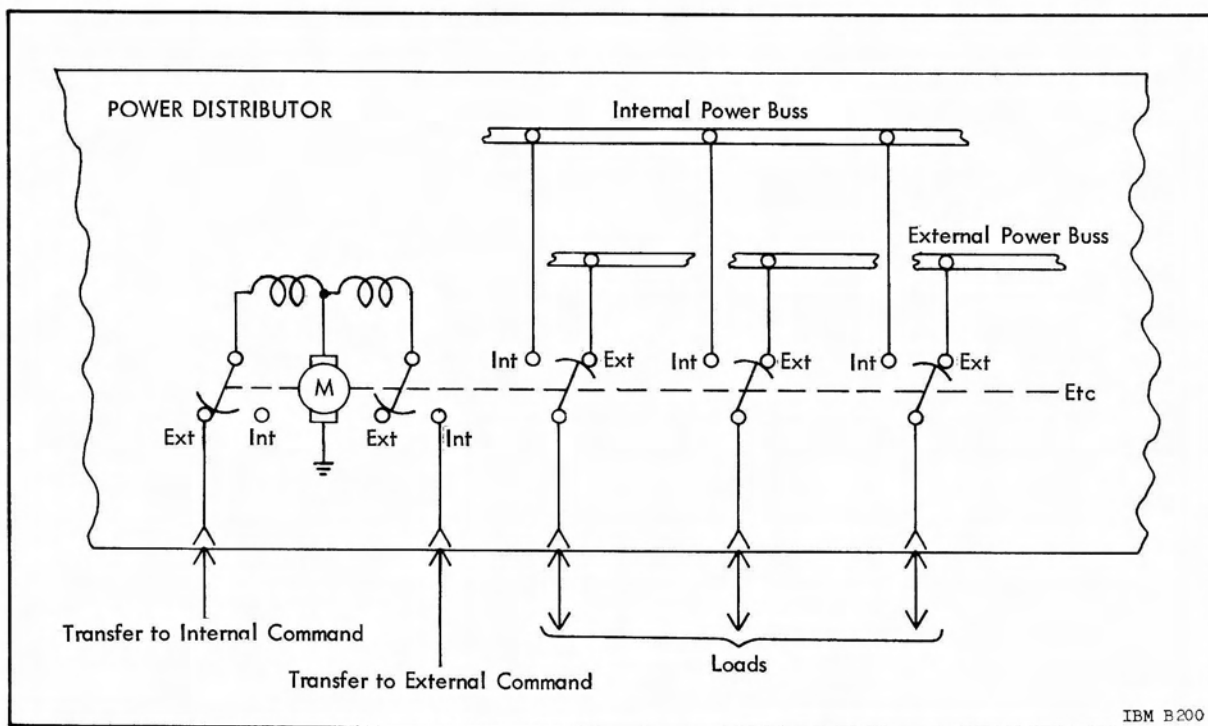 POWER DISTRIBUTOR
Internal Power Buss
External Power Buss
Int
Ext
Int
Ext
Int
Ext
M
Etc
Ext
Int
Ext
Int
Transfer to Internal Command
Transfer to External Command
Loads
IBM B200